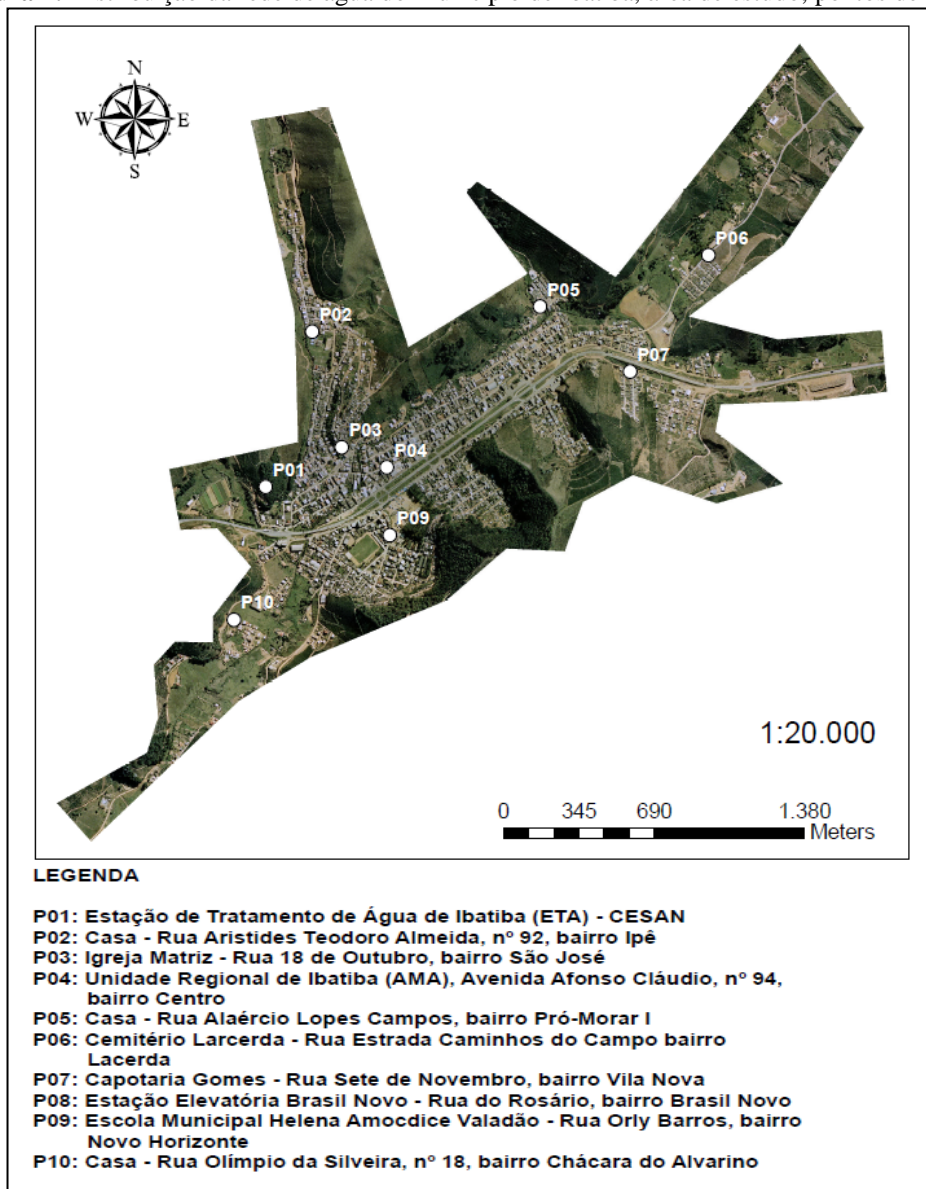 N
W E
S
P06
P05
P02
P07
P03
P04
P01
P09
P10
1:20.000
0 345 690 1.380
Meters
LEGENDA
P01: Estação de Tratamento de Água de Ibatiba (ETA) - CESAN
P02: Casa - Rua Aristides Teodoro Almeida, nº 92, bairro Ipê
P03: Igreja Matriz - Rua 18 de Outubro, bairro São José
P04: Unidade Regional de Ibatiba (AMA), Avenida Afonso Cláudio, nº 94,
bairro Centro
P05: Casa - Rua Alaércio Lopes Campos, bairro Pró-Morar I
P06: Cemitério Larcerda - Rua Estrada Caminhos do Campo bairro
Lacerda
P07: Capotaria Gomes - Rua Sete de Novembro, bairro Vila Nova
P08: Estação Elevatória Brasil Novo - Rua do Rosário, bairro Brasil Novo
P09: Escola Municipal Helena Amocdice Valadão - Rua Orly Barros, bairro
Novo Horizonte
P10: Casa - Rua Olímpio da Silveira, nº 18, bairro Chácara do Alvarino